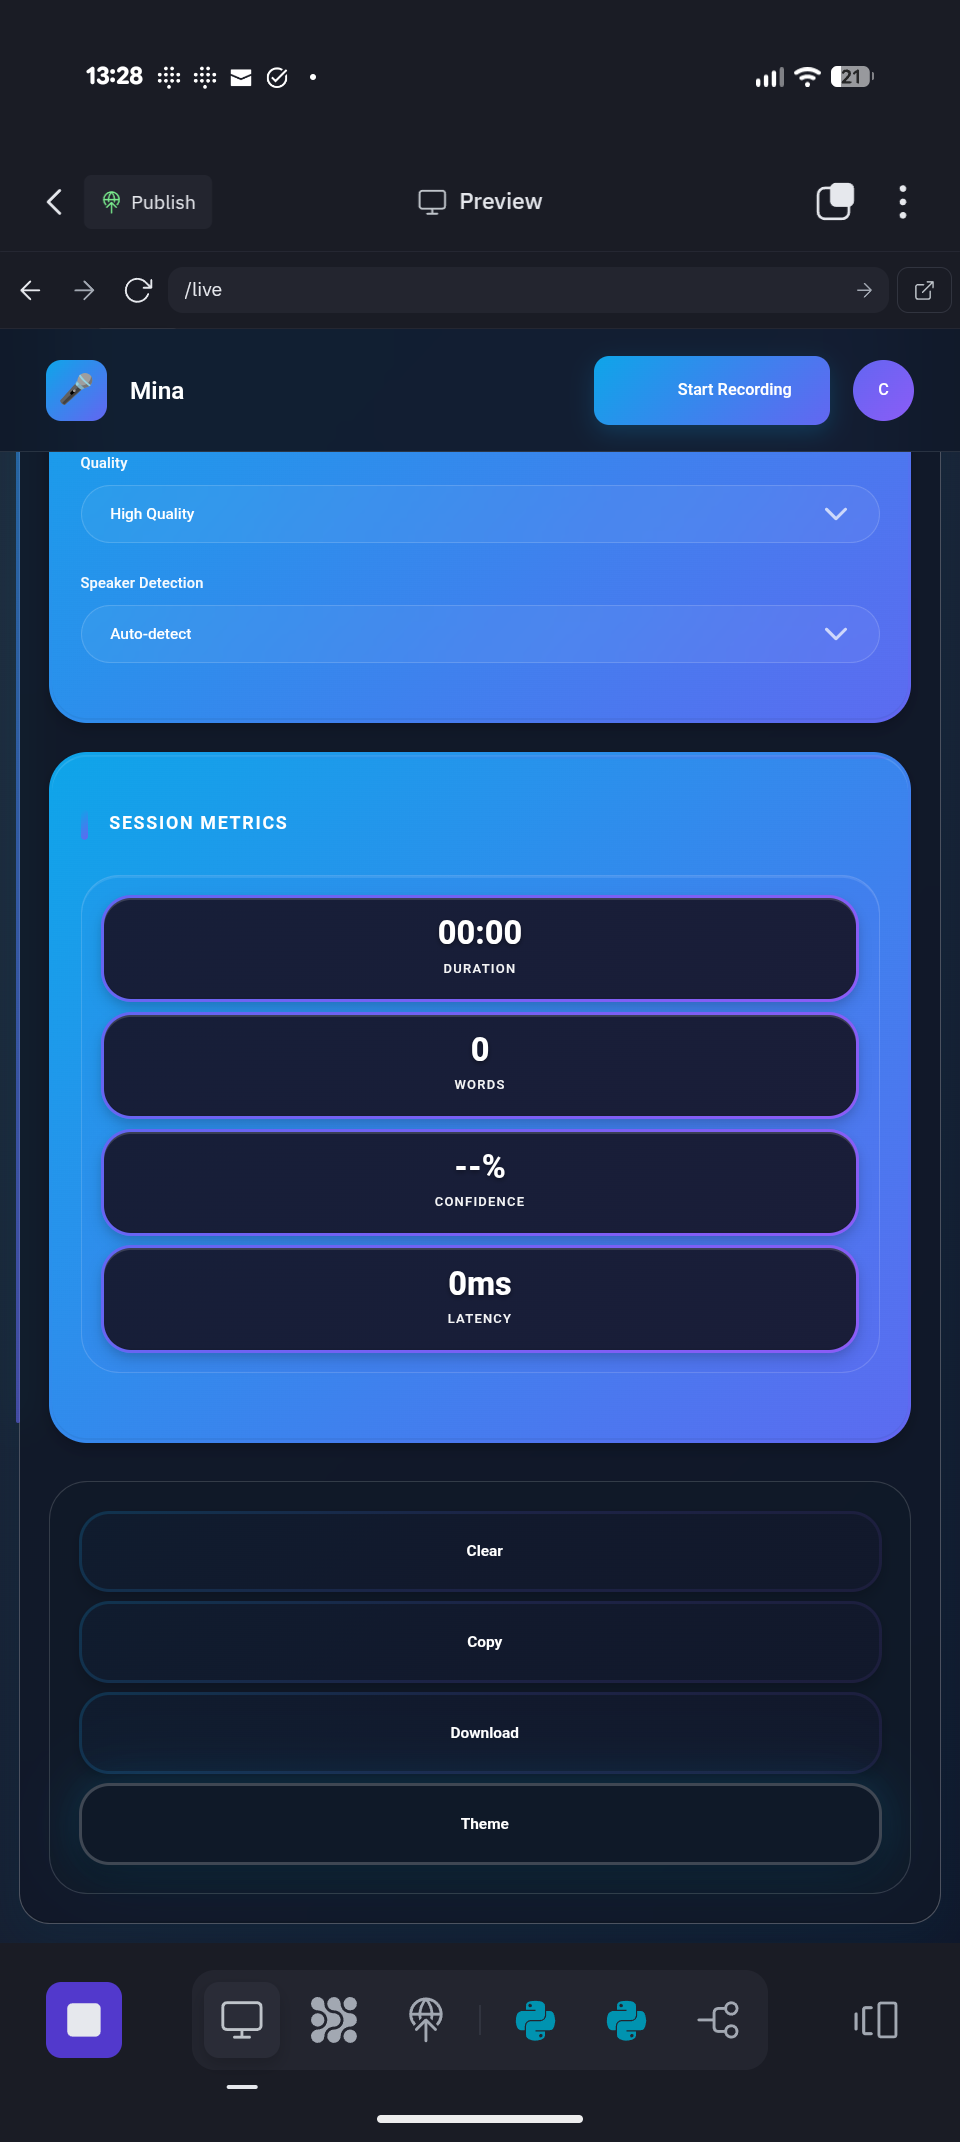 13:28
21
Publish
Preview
/live
Mina
Start Recording
C
Quality
High Quality
Speaker Detection
Auto-detect
SESSION METRICS
00:00
DURATION
0
WORDS
--%
CONFIDENCE
0ms
LATENCY
Clear
Copy
Download
Theme